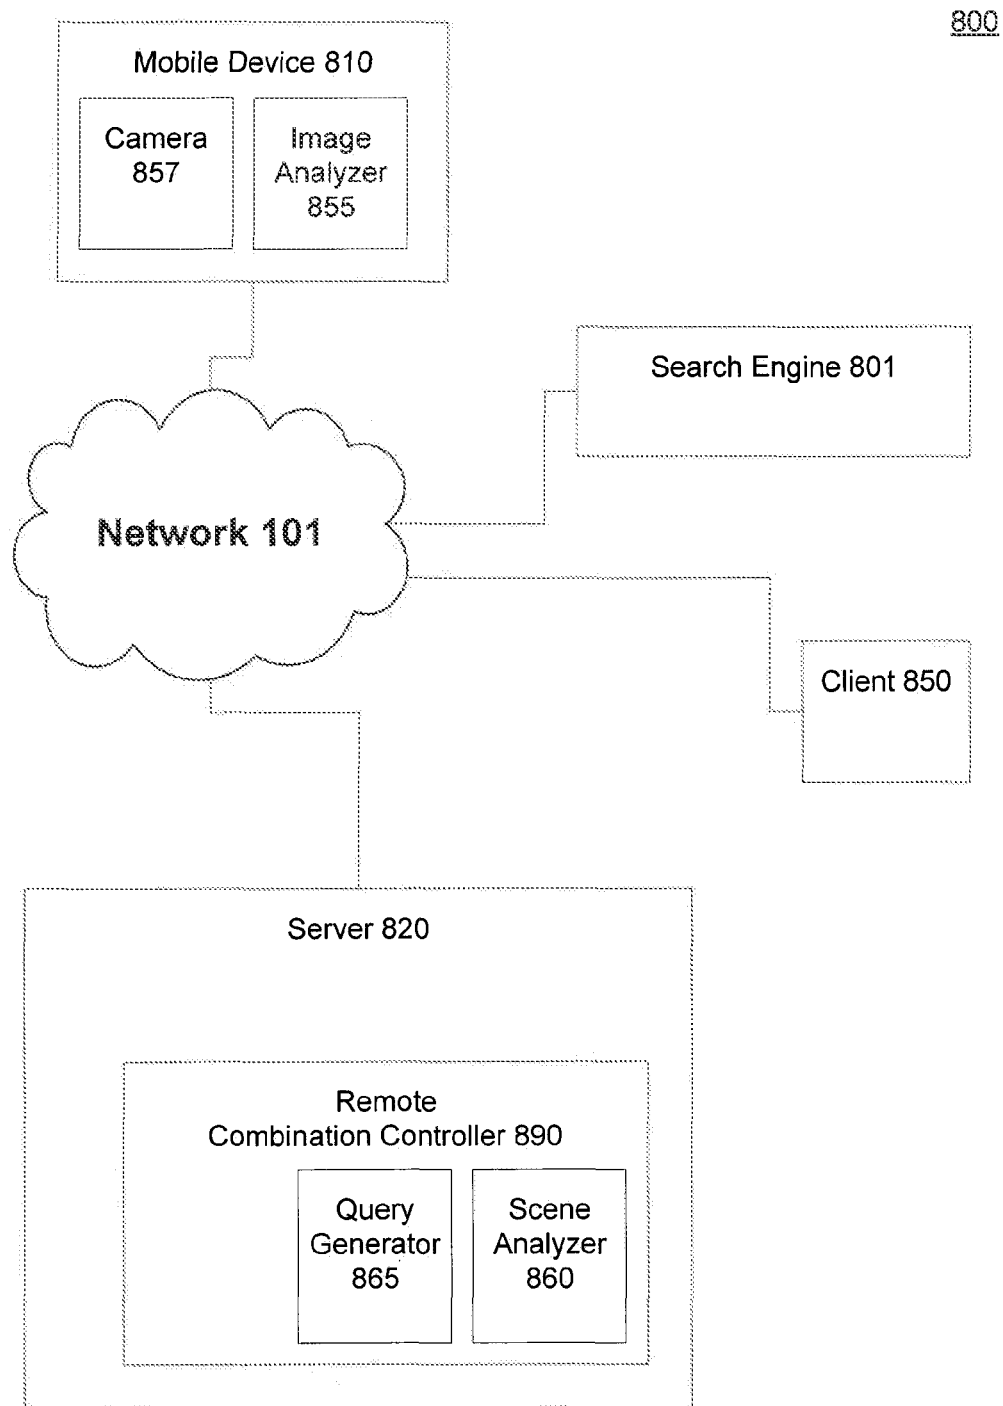 800
Mobile Device 810
Camera
857
Image
Analyzer
855
Search Engine 801
Network 101
Client 850
Server 820
Remote
Combination Controller 890
Query
Generator
865
Scene
Analyzer
860